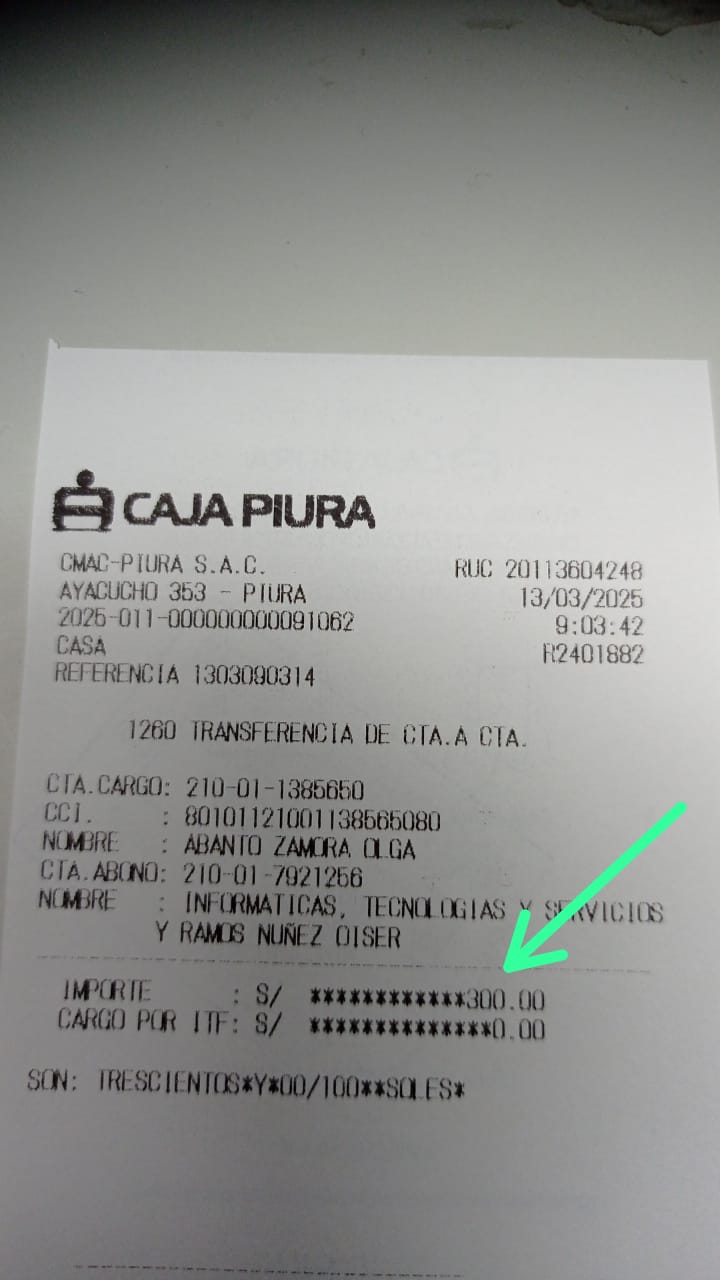 CAJA PIURA
CMAC-PIURA S.A.C. RUC 20113604248
AYACUCHO 353 - PIURA 13/03/2025
2025-011-000000000091062 9:03:42
CASA R2401882
REFERENCIA 1303090314
1260 TRANSFERENCIA DE CTA.A CTA.
CTA.CARGO: 210-01-1385650
CCI. : 80101121001138565080
NOMBRE : ABANTO ZAMORA OLGA
CTA.ABONO: 210-01-7921256
NOMBRE : INFORMATICAS, TECNOLOGIAS Y SERVICIOS
Y RAMOS NUÑEZ OISER
IMPORTE : S/ ************300.00
CARGO POR ITF: S/ **************0.00
SON: TRESCIENTOS*Y*00/100**SOLES*